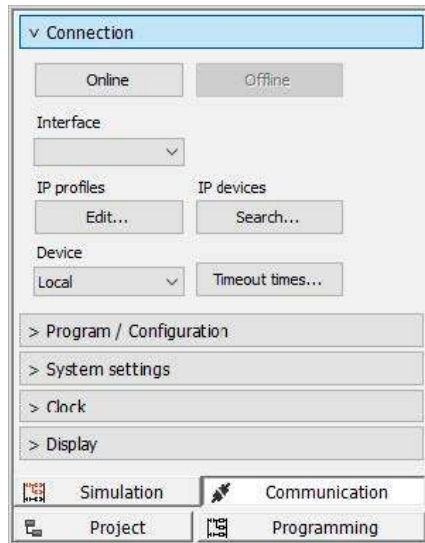 v Connection
Online Offline
Interface
IP profiles IP devices
Edit... Search...
Device
Local Timeout times...
> Program / Configuration
> System settings
> Clock
> Display
Simulation Communication
Project Programming